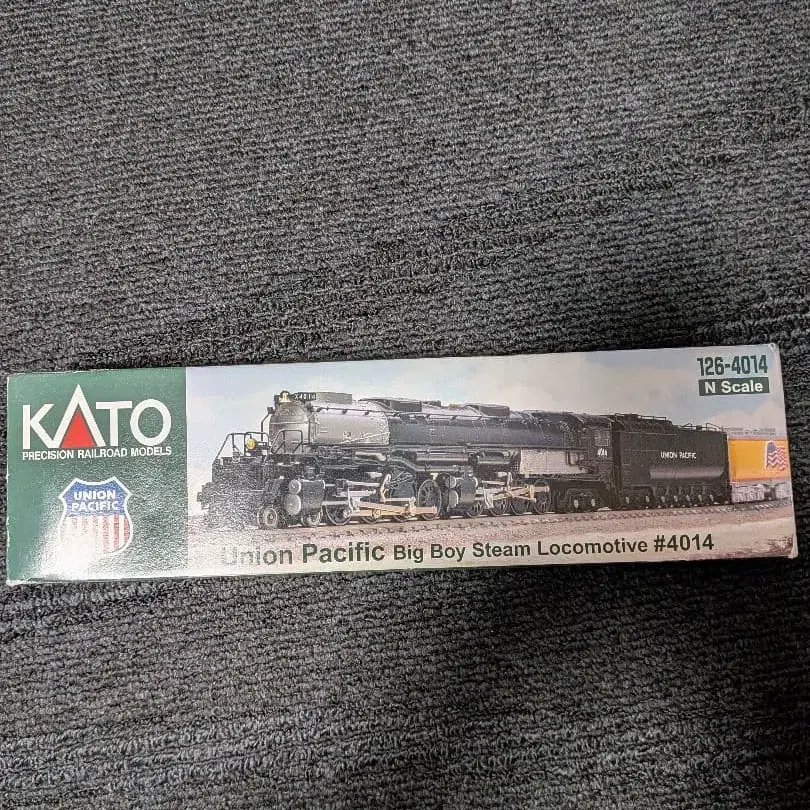 126-4014
N Scale
KATO
PRECISION RAILROAD MODELS
UNION
PACIFIC
X4014
4014
UNION PACIFIC
Union Pacific Big Boy Steam Locomotive #4014